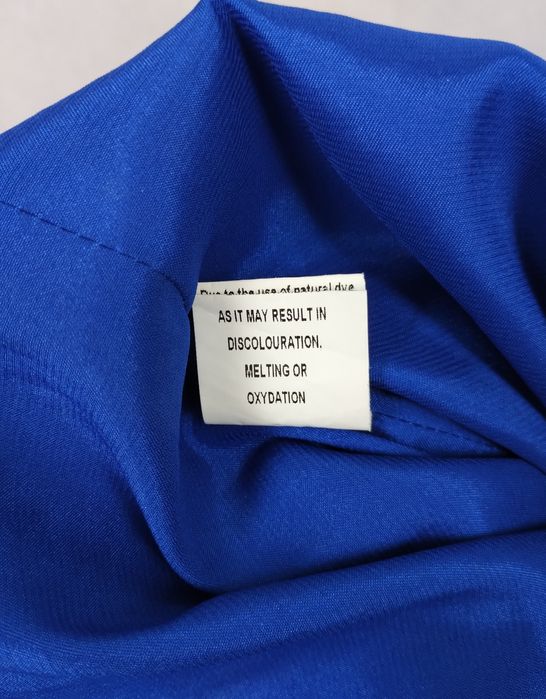 Due to the use of natural dye
AS IT MAY RESULT IN
DISCOLOURATION.
MELTING OR
OXYDATION